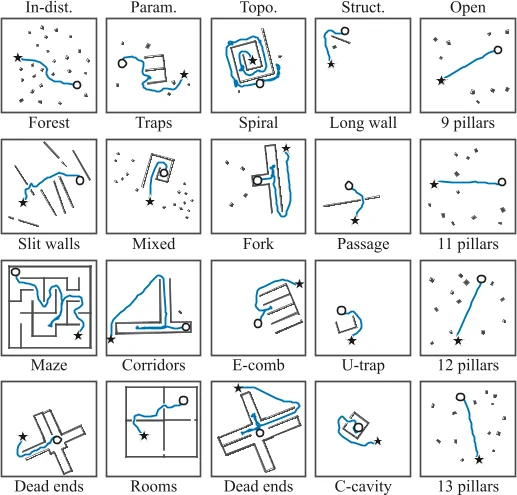 In-dist. Param. Topo. Struct. Open
Forest Traps Spiral Long wall 9 pillars
Slit walls Mixed Fork Passage 11 pillars
Maze Corridors E-comb U-trap 12 pillars
Dead ends Rooms Dead ends C-cavity 13 pillars